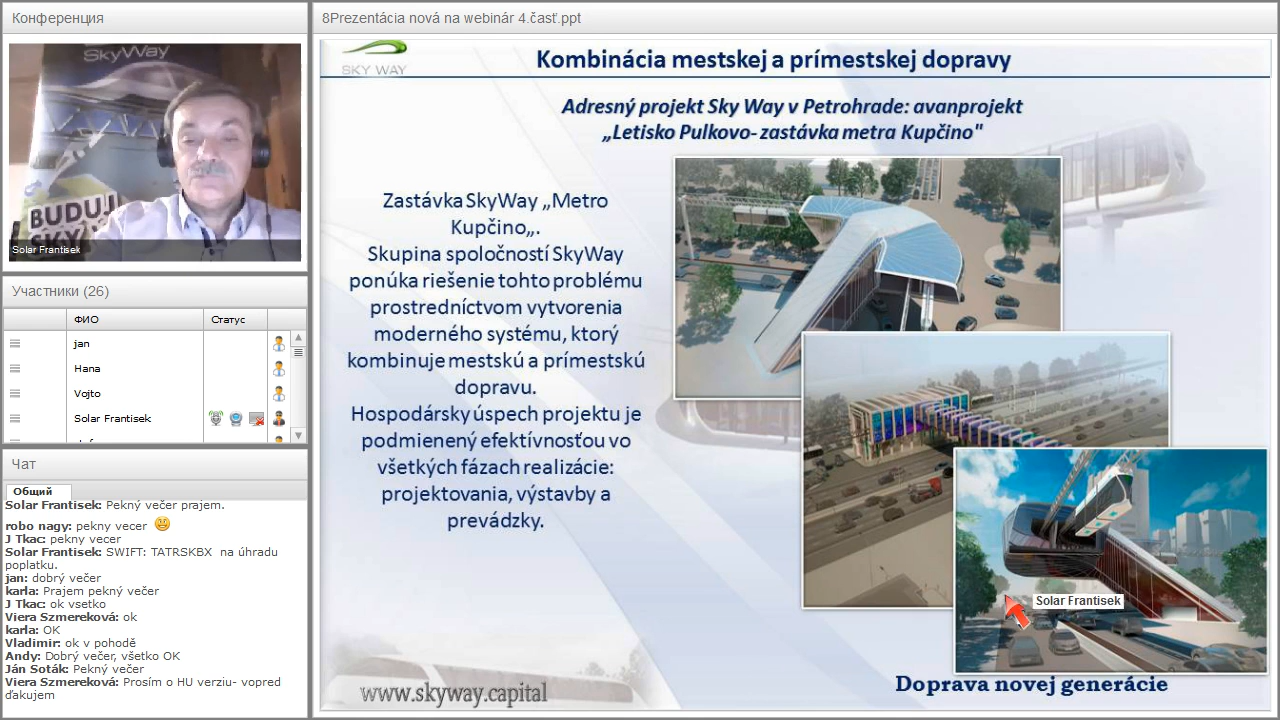 Конференция
SkyWay
BUDUJ
SKY
Solar Frantisek
Участники (26)
ФИО
Статус
jan
Hana
Vojto
Solar Frantisek
Чат
Общий
Solar Frantisek: Pekný večer prajem.
robo nagy: pekny vecer
J Tkac: pekny vecer
Solar Frantisek: SWIFT: TATRSKBX na úhradu
poplatku.
jan: dobrý večer
karla: Prajem pekný večer
J Tkac: ok vsetko
Viera Szmereková: ok
karla: OK
Vladimir: ok v pohodě
Andy: Dobrý večer, všetko OK
Ján Soták: Pekný večer
Viera Szmereková: Prosím o HU verziu- vopred
ďakujem
8Prezentácia nová na webinár 4.časť.ppt
SKY WAY
Kombinácia mestskej a prímestskej dopravy
Adresný projekt Sky Way v Petrohrade: avanprojekt
„Letisko Pulkovo- zastávka metra Kupčino"
Zastávka SkyWay „Metro
Kupčino„.
Skupina spoločností SkyWay
ponúka riešenie tohto problému
prostredníctvom vytvorenia
moderného systému, ktorý
kombinuje mestskú a prímestskú
dopravu.
Hospodársky úspech projektu je
podmienený efektívnosťou vo
všetkých fázach realizácie:
projektovania, výstavby a
prevádzky.
Solar Frantisek
www.skyway.capital
Doprava novej generácie